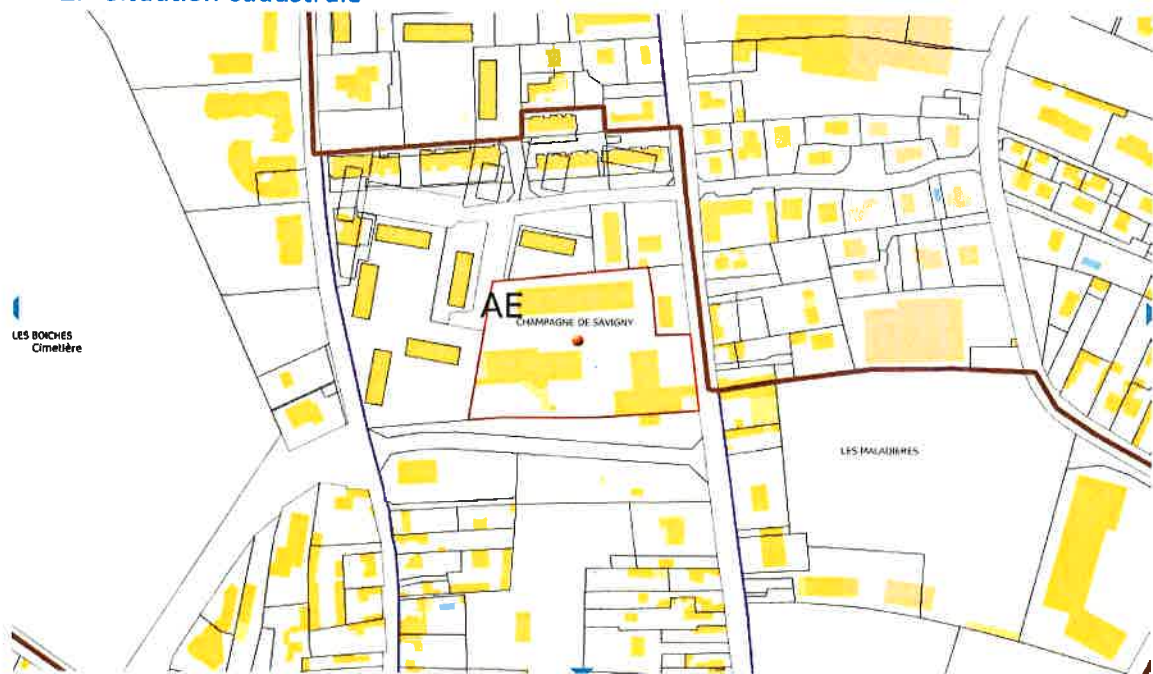 AE
CHAMPAGNE DE SAVIGNY
LES BOICHES
Cimetière
LES MALADIERES